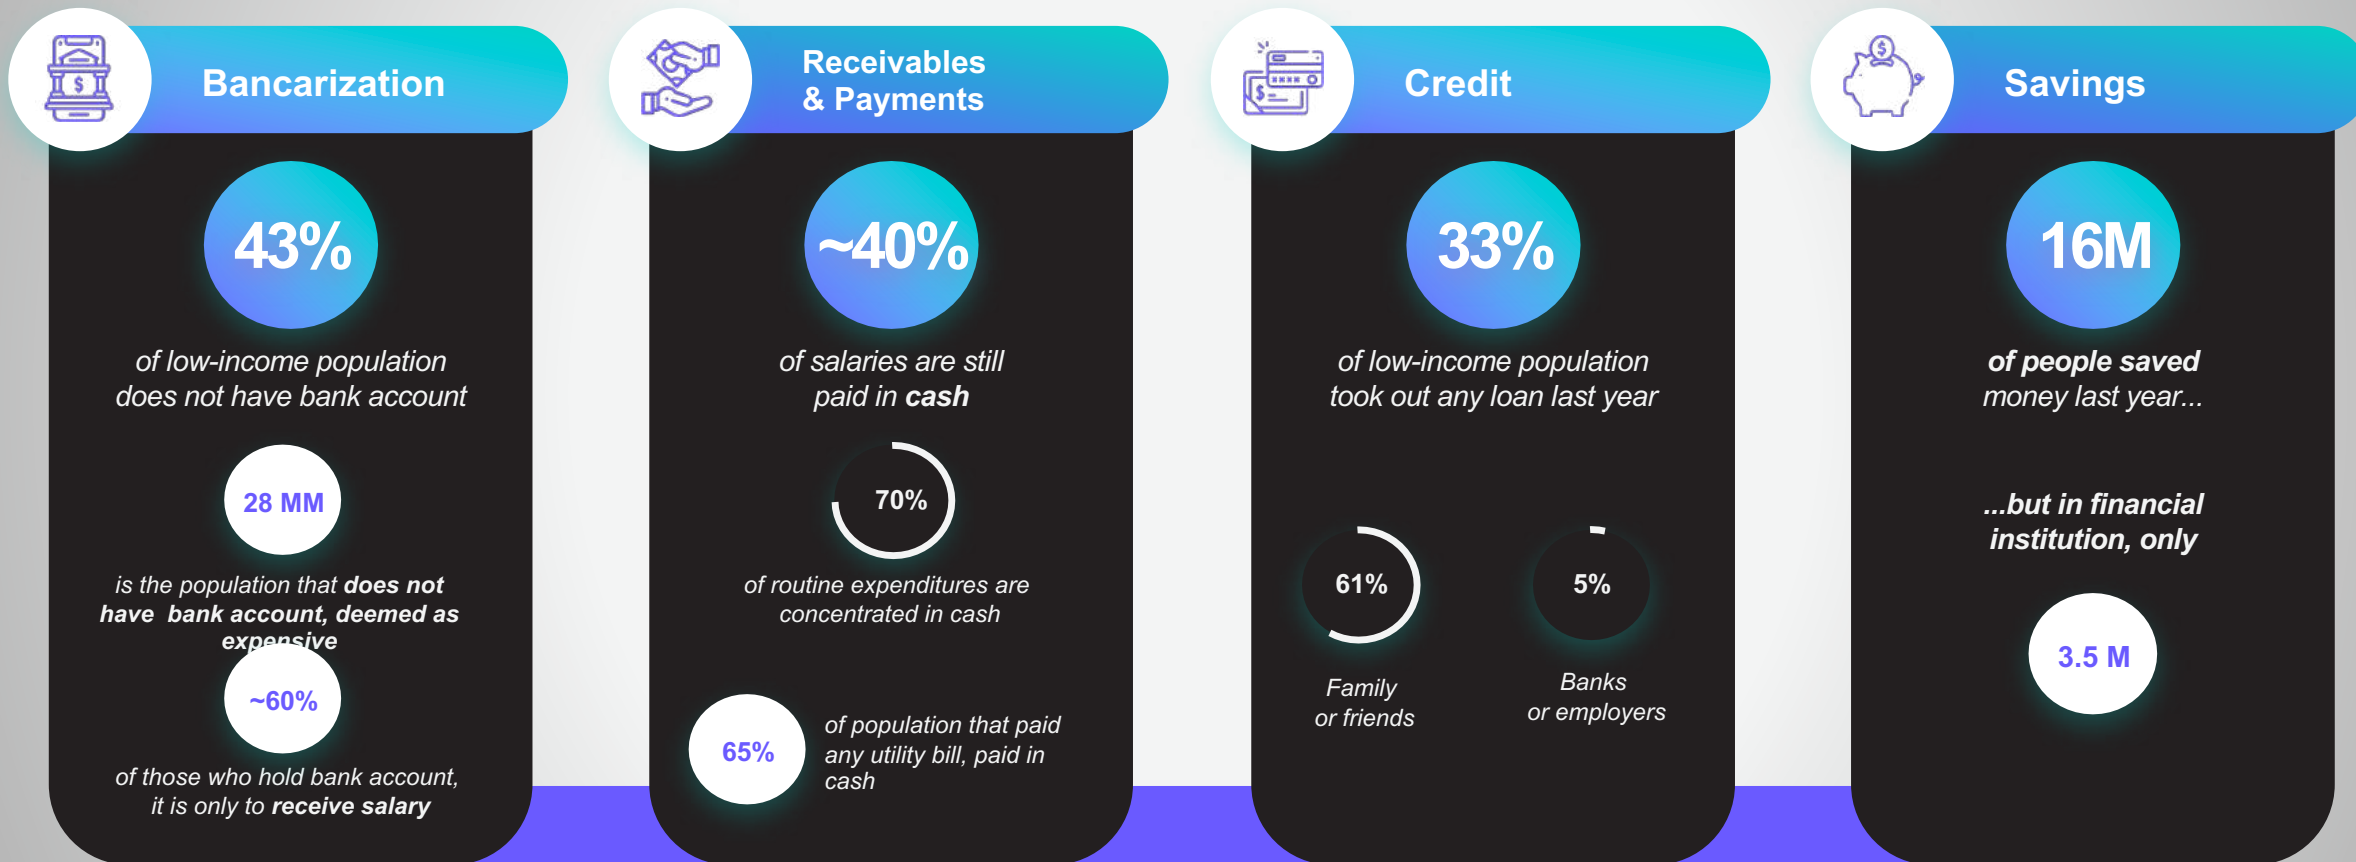 Bancarization
43%
of low-income population
does not have bank account
28 MM
is the population that does not
have bank account, deemed as
expensive
~60%
of those who hold bank account,
it is only to receive salary
Receivables
& Payments
~40%
of salaries are still
paid in cash
70%
of routine expenditures are
concentrated in cash
65%
of population that paid
any utility bill, paid in
cash
Credit
33%
of low-income population
took out any loan last year
61%
Family
or friends
5%
Banks
or employers
Savings
16M
of people saved
money last year...
...but in financial
institution, only
3.5 M